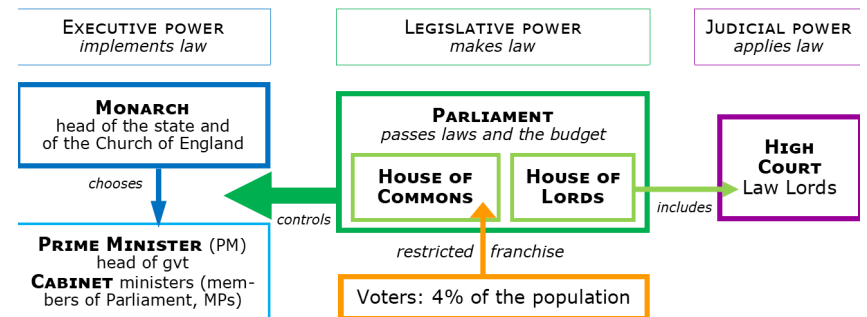 EXECUTIVE POWER
implements law
LEGISLATIVE POWER
makes law
JUDICIAL POWER
applies law
MONARCH
head of the state and
of the Church of England
chooses
PRIME MINISTER (PM)
head of gvt
CABINET ministers (mem-
bers of Parliament, MPs)
PARLIAMENT
passes laws and the budget
HOUSE OF
COMMONS
HOUSE OF
LORDS
controls
includes
HIGH
COURT
Law Lords
restricted franchise
Voters: 4% of the population